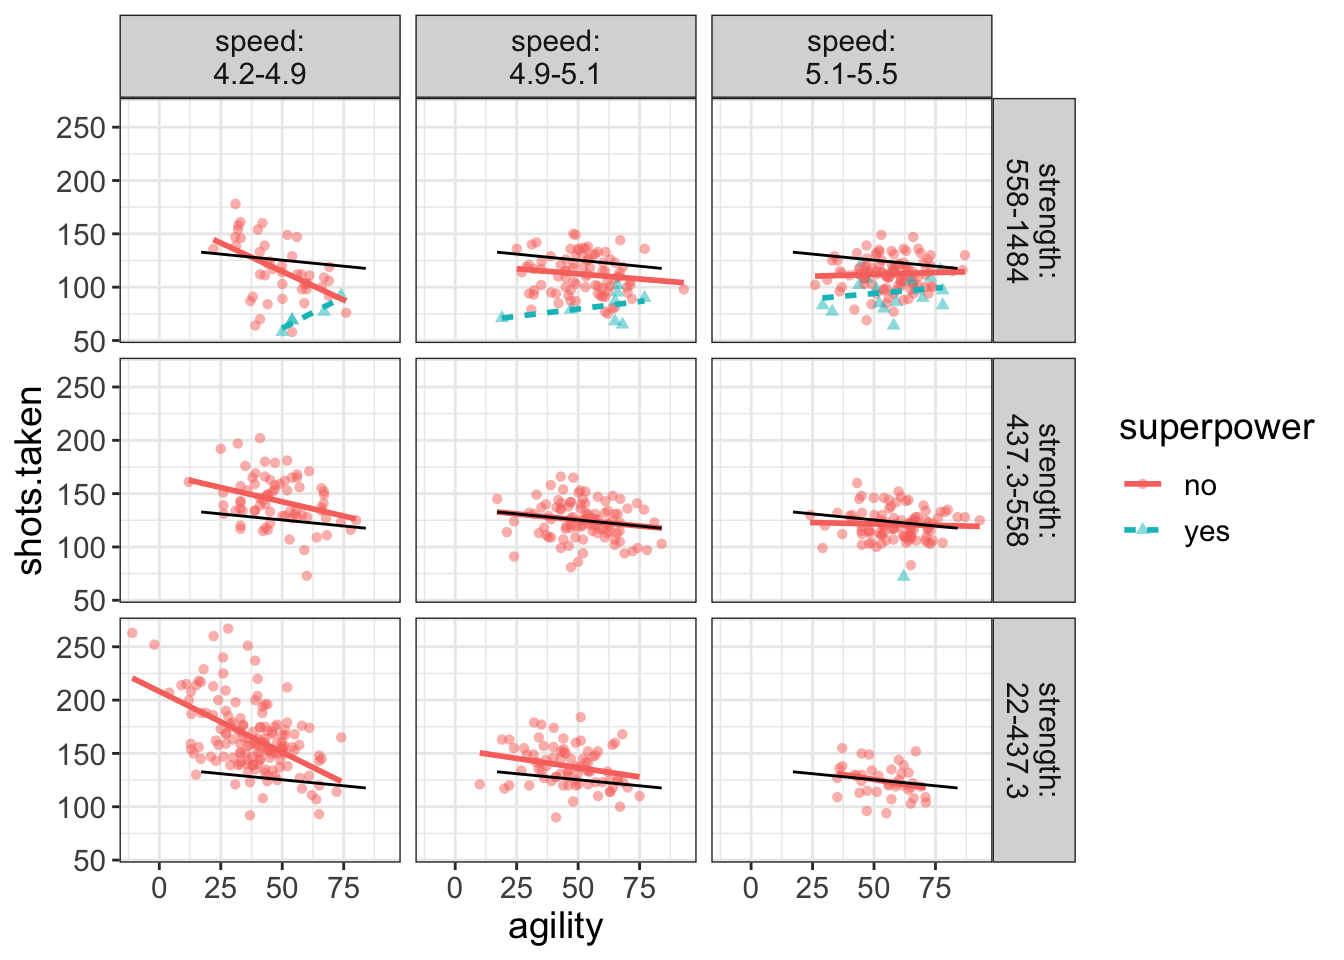 speed:
4.2-4.9
speed:
4.9-5.1
speed:
5.1-5.5
250
200
150
100
50
strength:
558-1484
250
200
150
100
50
strength:
437.3-558
250
200
150
100
50
strength:
22-437.3
0 25 50 75
0 25 50 75
0 25 50 75
agility
shots.taken
superpower
no
yes